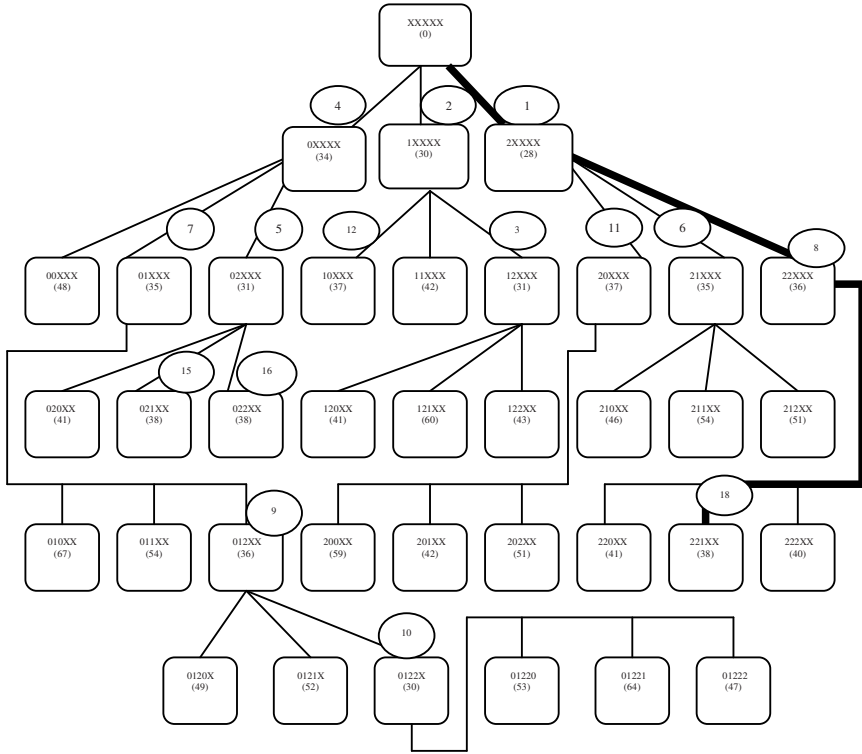 XXXXX
(0)
4
2
1
0XXXX
(34)
1XXXX
(30)
2XXXX
(28)
7
5
12
3
11
6
8
00XXX
(48)
01XXX
(35)
02XXX
(31)
10XXX
(37)
11XXX
(42)
12XXX
(31)
20XXX
(37)
21XXX
(35)
22XXX
(36)
15
16
020XX
(41)
021XX
(38)
022XX
(38)
120XX
(41)
121XX
(60)
122XX
(43)
210XX
(46)
211XX
(54)
212XX
(51)
9
18
010XX
(67)
011XX
(54)
012XX
(36)
200XX
(59)
201XX
(42)
202XX
(51)
220XX
(41)
221XX
(38)
222XX
(40)
10
0120X
(49)
0121X
(52)
0122X
(30)
01220
(53)
01221
(64)
01222
(47)